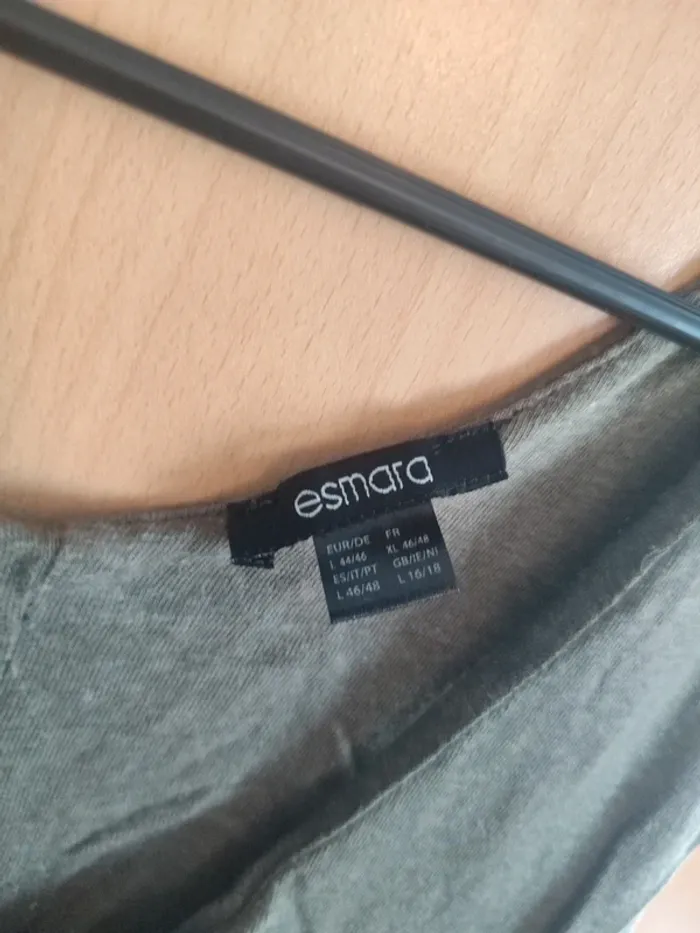 esmara
EUR/DE FR
L 44/46 XL 46/48
ES/IT/PT GB/IE/NI
L 46/48 L 16/18